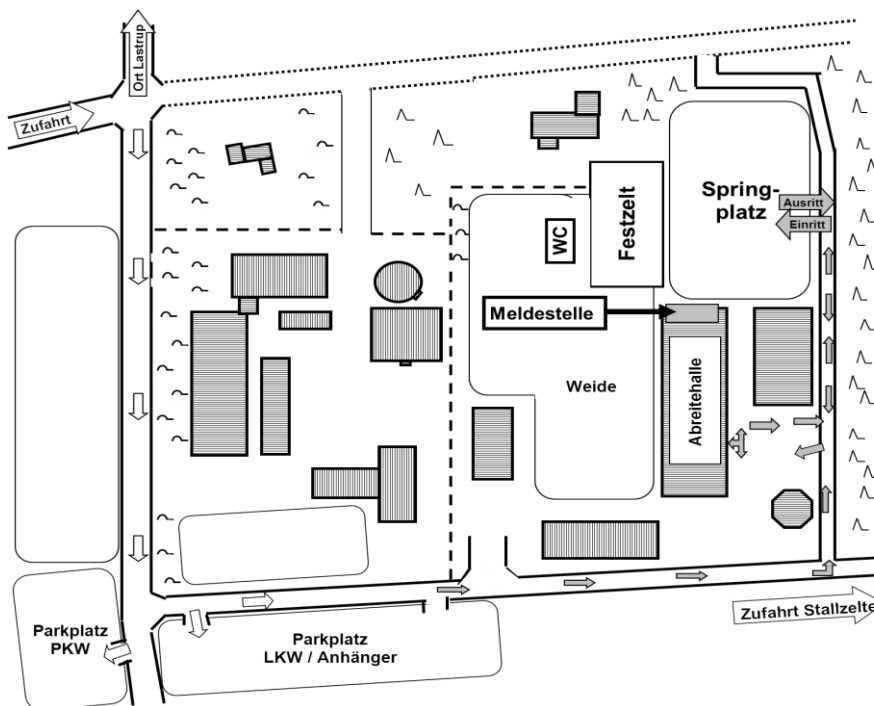 Ort Lastrup
Zufahrt
Spring-
platz
Ausritt
Einritt
Festzelt
WC
Meldestelle
Weide
Abreitehalle
Parkplatz
PKW
Parkplatz
LKW / Anhänger
Zufahrt Stallzelte